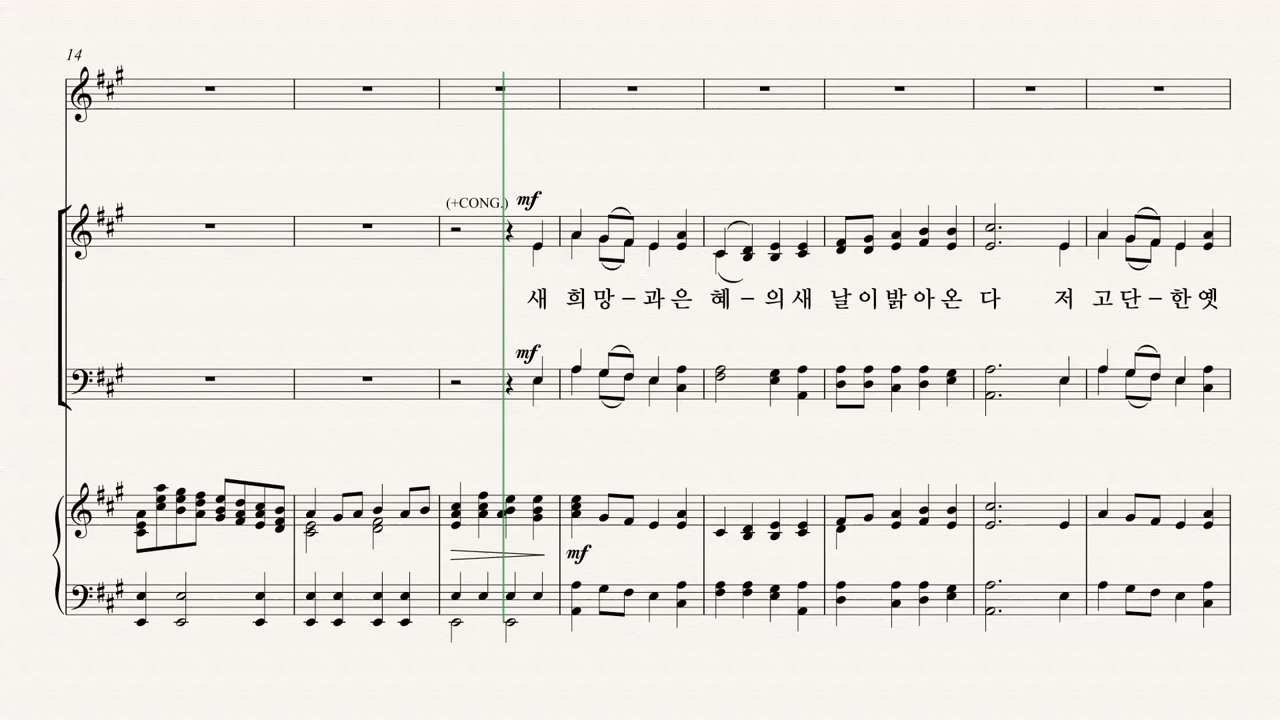 14
(+CONG.) mf
새 희 망 – 과 은 혜 – 의 새 날 이 밝 아 온 다 저 고 단 – 한 옛
mf
mf